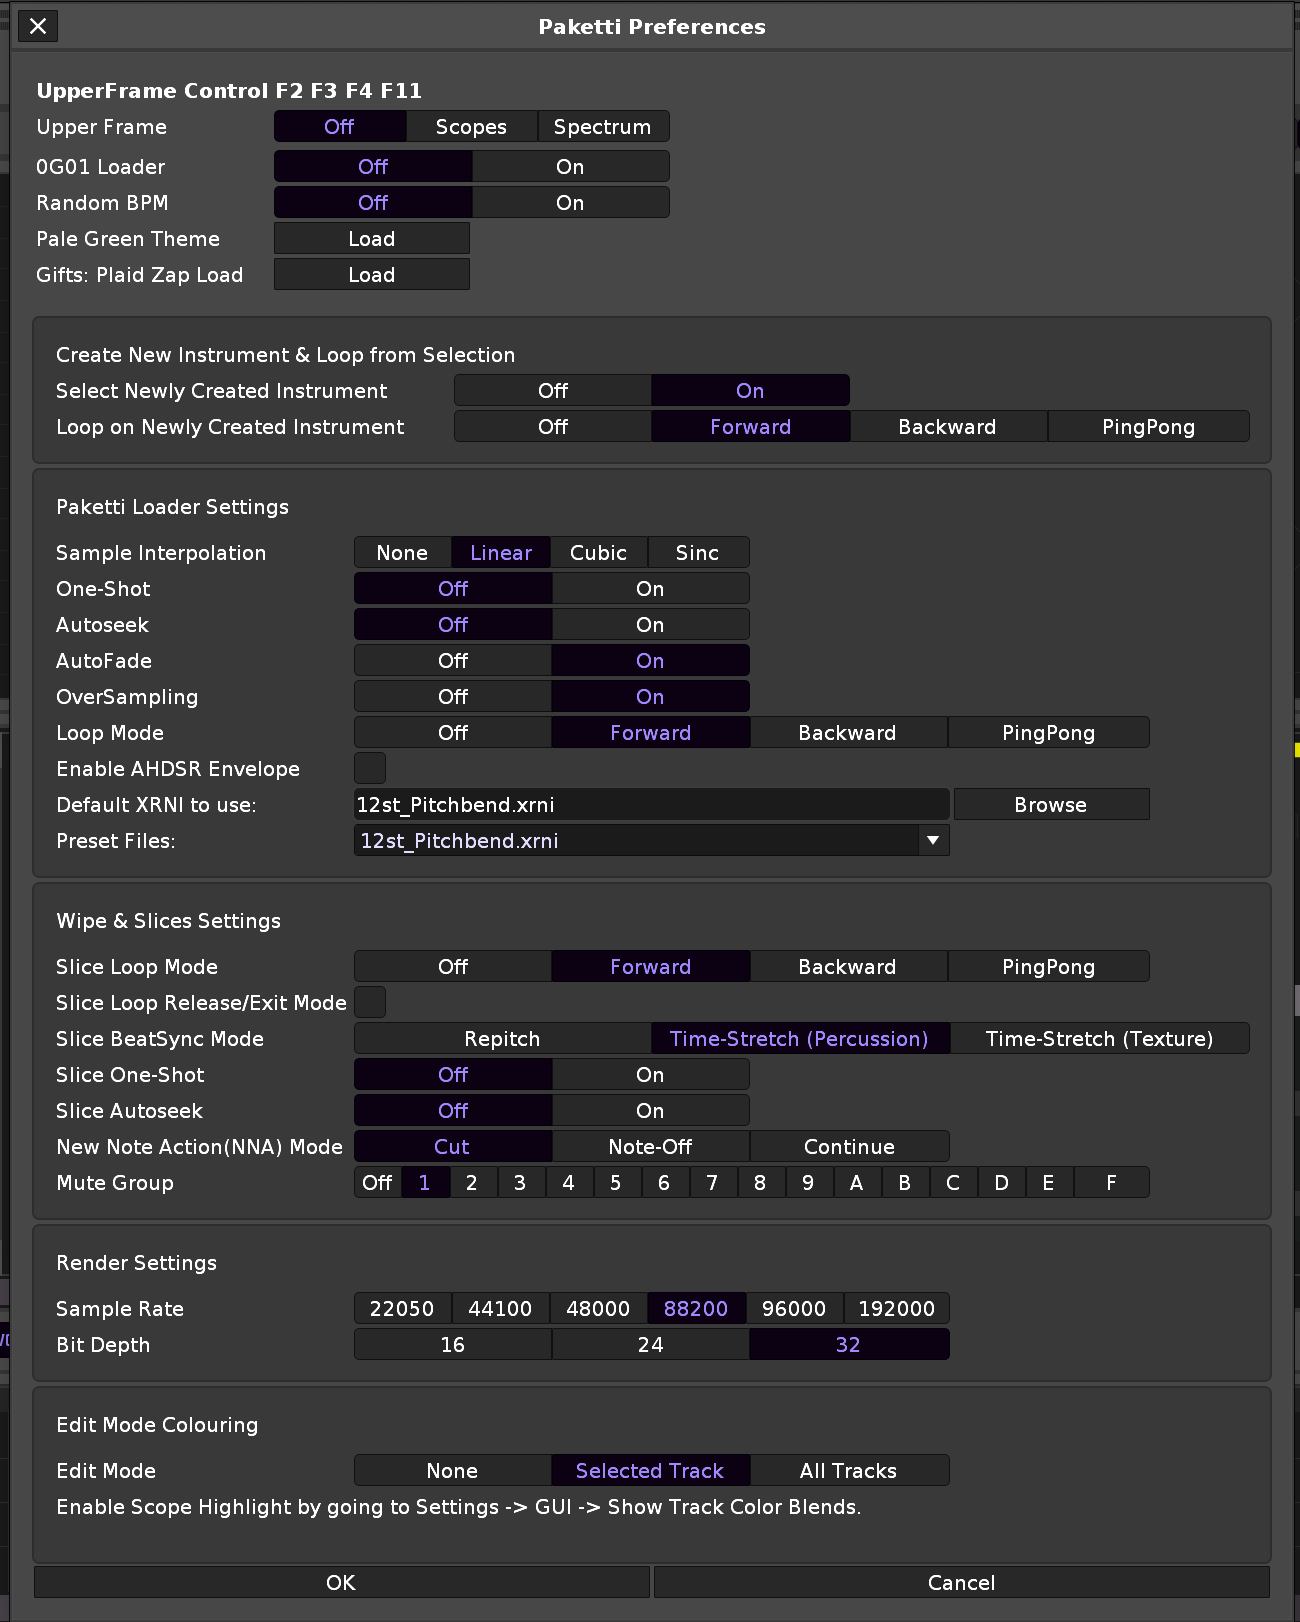 Paketti Preferences
UpperFrame Control F2 F3 F4 F11
Upper Frame Off Scopes Spectrum
0G01 Loader Off On
Random BPM Off On
Pale Green Theme Load
Gifts: Plaid Zap Load Load
Create New Instrument & Loop from Selection
Select Newly Created Instrument Off On
Loop on Newly Created Instrument Off Forward Backward PingPong
Paketti Loader Settings
Sample Interpolation None Linear Cubic Sinc
One-Shot Off On
Autoseek Off On
AutoFade Off On
OverSampling Off On
Loop Mode Off Forward Backward PingPong
Enable AHDSR Envelope
Default XRNI to use: 12st_Pitchbend.xrni Browse
Preset Files: 12st_Pitchbend.xrni
Wipe & Slices Settings
Slice Loop Mode Off Forward Backward PingPong
Slice Loop Release/Exit Mode
Slice BeatSync Mode Repitch Time-Stretch (Percussion) Time-Stretch (Texture)
Slice One-Shot Off On
Slice Autoseek Off On
New Note Action(NNA) Mode Cut Note-Off Continue
Mute Group Off 1 2 3 4 5 6 7 8 9 A B C D E F
Render Settings
Sample Rate 22050 44100 48000 88200 96000 192000
Bit Depth 16 24 32
Edit Mode Colouring
Edit Mode None Selected Track All Tracks
Enable Scope Highlight by going to Settings -> GUI -> Show Track Color Blends.
OK Cancel